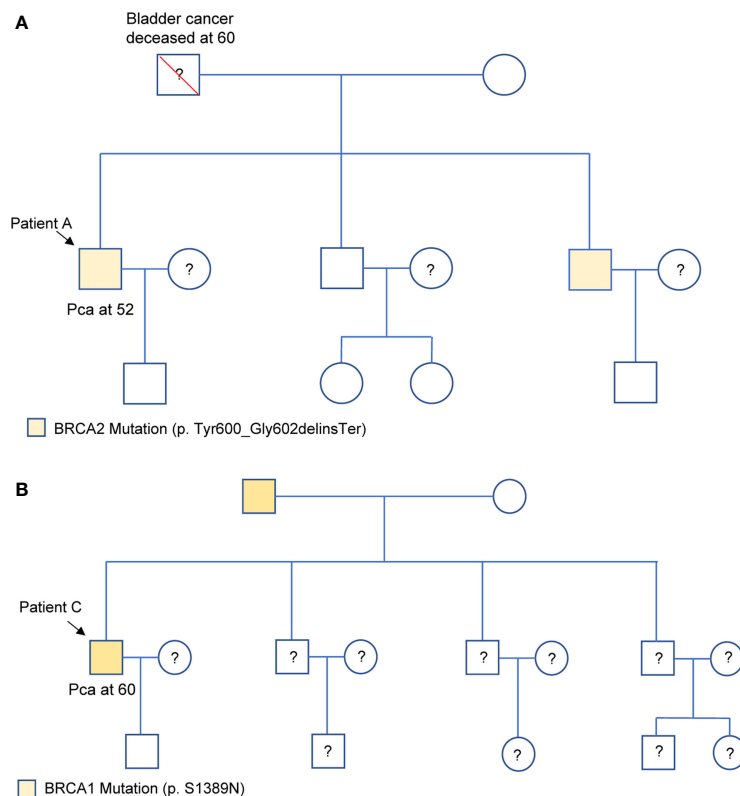 A
Bladder cancer
deceased at 60
?
Patient A
?
?
?
Pca at 52
BRCA2 Mutation (p. Tyr600_Gly602delinsTer)
B
Patient C
?
?
?
?
?
?
?
Pca at 60
?
?
?
?
BRCA1 Mutation (p. S1389N)